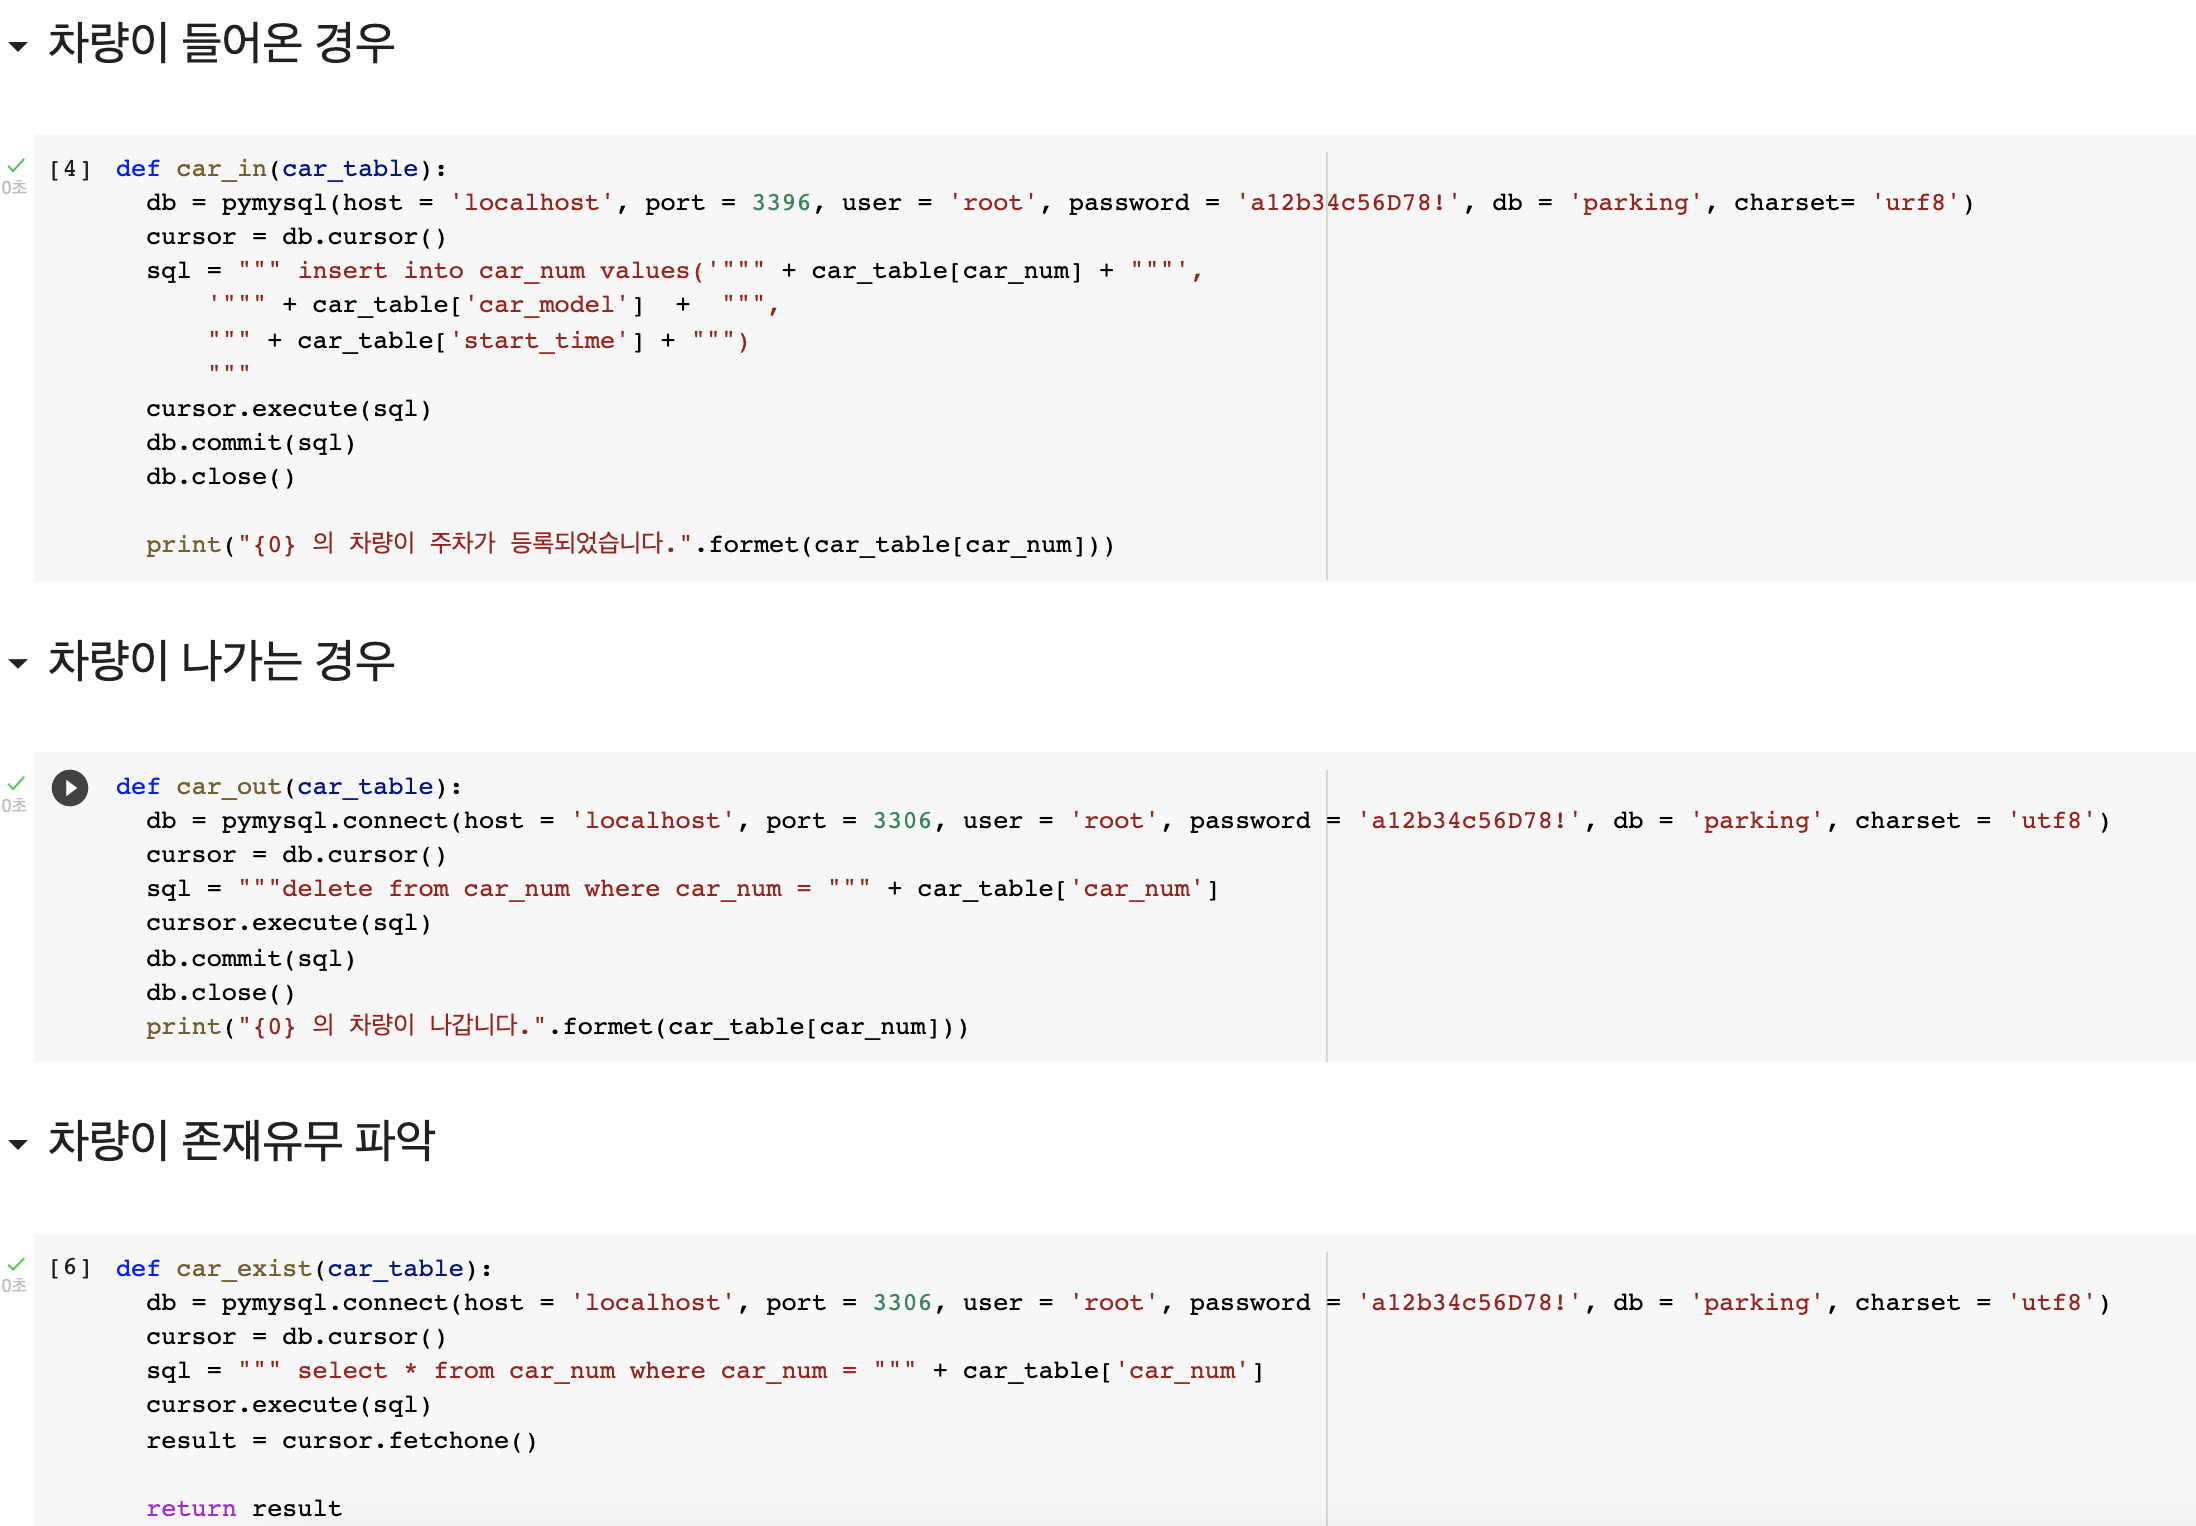 차량이 들어온 경우
[4] def car_in(car_table):
0초
db = pymysql(host = 'localhost', port = 3396, user = 'root', password = 'a12b34c56D78!', db = 'parking', charset= 'urf8')
cursor = db.cursor()
sql = """ insert into car_num values('""" + car_table[car_num] + """',
'""" + car_table['car_model']  +  """,
""" + car_table['start_time'] + """)
"""
cursor.execute(sql)
db.commit(sql)
db.close()
print("{0} 의 차량이 주차가 등록되었습니다.".formet(car_table[car_num]))
차량이 나가는 경우
def car_out(car_table):
0초
db = pymysql.connect(host = 'localhost', port = 3306, user = 'root', password = 'a12b34c56D78!', db = 'parking', charset = 'utf8')
cursor = db.cursor()
sql = """delete from car_num where car_num = """ + car_table['car_num']
cursor.execute(sql)
db.commit(sql)
db.close()
print("{0} 의 차량이 나갑니다.".formet(car_table[car_num]))
차량이 존재유무 파악
[6] def car_exist(car_table):
0초
db = pymysql.connect(host = 'localhost', port = 3306, user = 'root', password = 'a12b34c56D78!', db = 'parking', charset = 'utf8')
cursor = db.cursor()
sql = """ select * from car_num where car_num = """ + car_table['car_num']
cursor.execute(sql)
result = cursor.fetchone()
return result